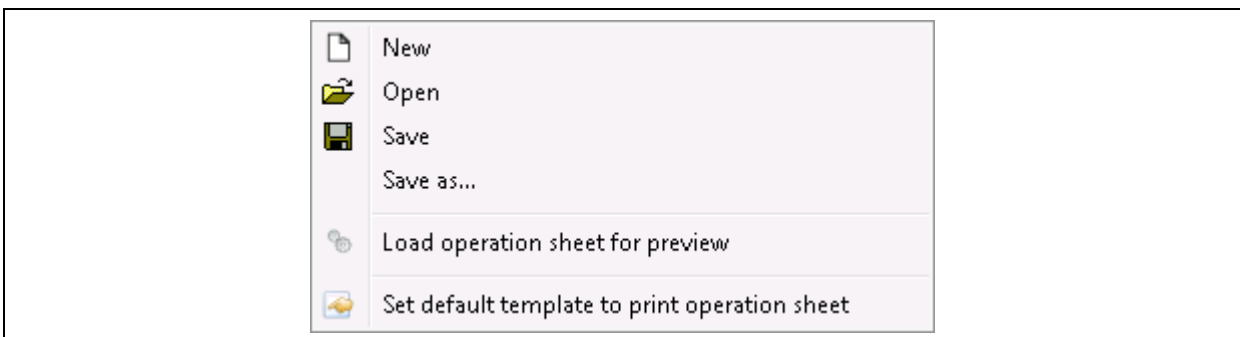 New
Open
Save
Save as...
Load operation sheet for preview
Set default template to print operation sheet